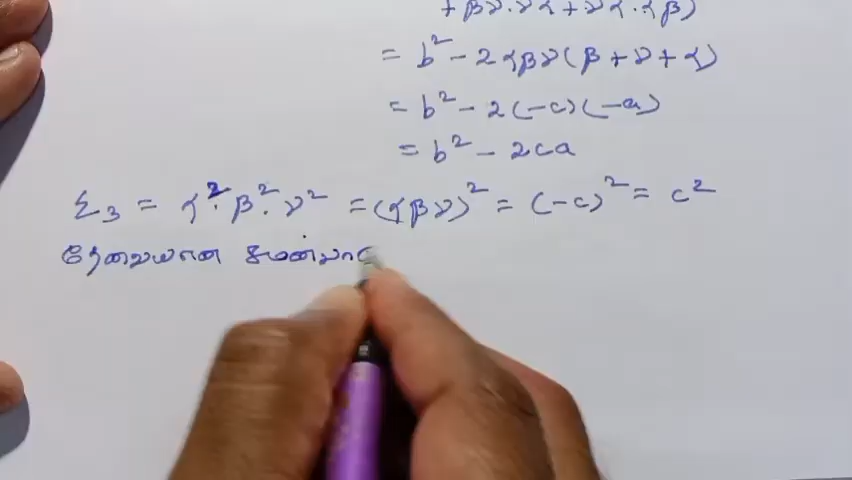 + βγ.γα + γα.αβ)
= b² - 2αβγ(β+γ+α)
= b² - 2(-c)(-a)
= b² - 2ca
Σ₃ = α².β².γ² = (αβγ)² = (-c)² = c²
தேவையான சமன்பா